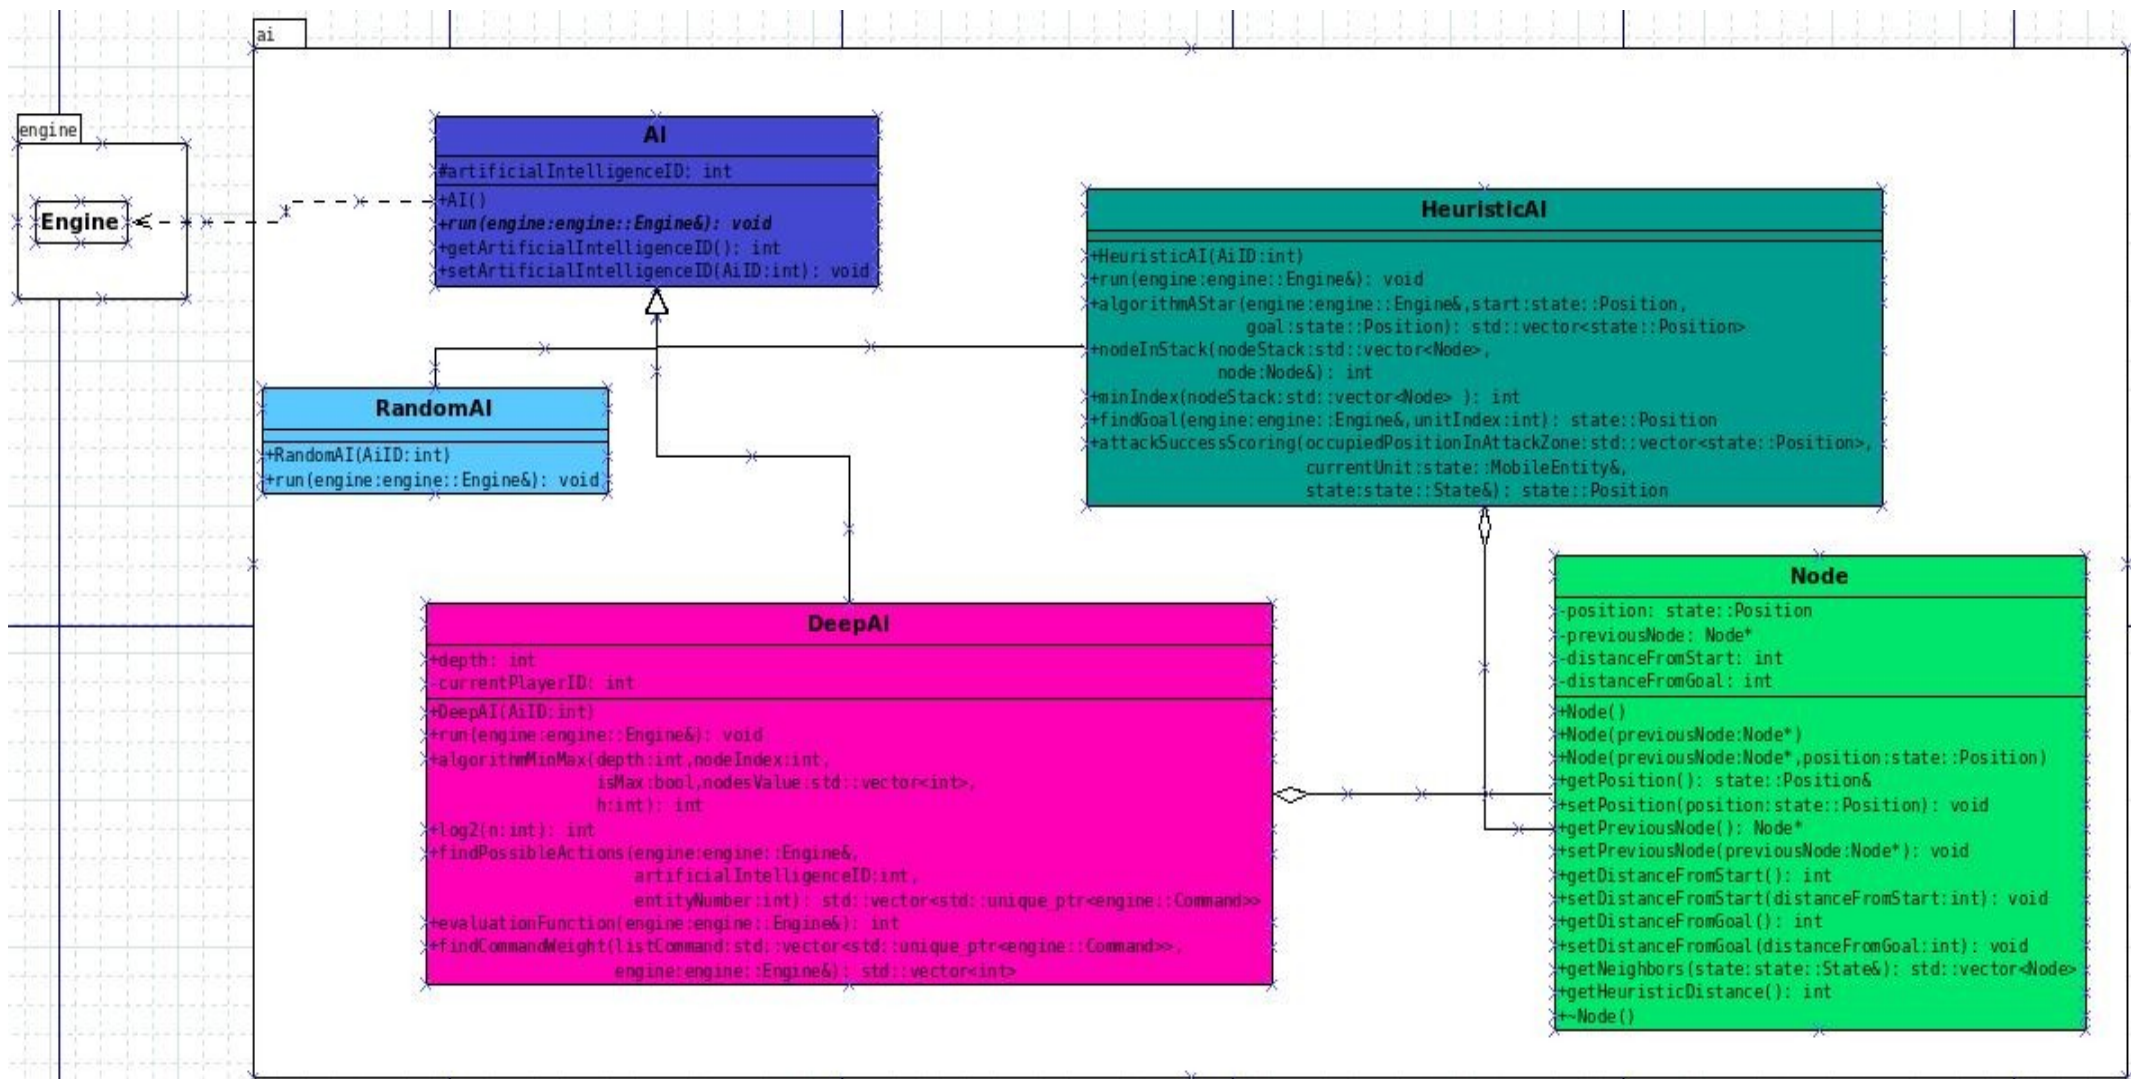 ai
engine
Engine
AI
#artificialIntelligenceID: int
+AI()
+run(engine:engine::Engine&): void
+getArtificialIntelligenceID(): int
+setArtificialIntelligenceID(AiID:int): void
HeuristicAI
+HeuristicAI(AiID:int)
+run(engine:engine::Engine&): void
+algorithmAStar(engine:engine::Engine&,start:state::Position,
goal:state::Position): std::vector<state::Position>
+nodeInStack(nodeStack:std::vector<Node>,
node:Node&): int
+minIndex(nodeStack:std::vector<Node> ): int
+findGoal(engine:engine::Engine&,unitIndex:int): state::Position
+attackSuccessScoring(occupiedPositionInAttackZone:std::vector<state::Position>,
currentUnit:state::MobileEntity&,
state:state::State&): state::Position
RandomAI
+RandomAI(AiID:int)
+run(engine:engine::Engine&): void
DeepAI
+depth: int
-currentPlayerID: int
+DeepAI(AiID:int)
+run(engine:engine::Engine&): void
+algorithmMinMax(depth:int,nodeIndex:int,
isMax:bool,nodesValue:std::vector<int>,
h:int): int
+log2(n:int): int
+findPossibleActions(engine:engine::Engine&,
artificialIntelligenceID:int,
entityNumber:int): std::vector<std::unique_ptr<engine::Command>>
+evaluationFunction(engine:engine::Engine&): int
+findCommandWeight(listCommand:std::vector<std::unique_ptr<engine::Command>>,
engine:engine::Engine&): std::vector<int>
Node
-position: state::Position
-previousNode: Node*
-distanceFromStart: int
-distanceFromGoal: int
+Node()
+Node(previousNode:Node*)
+Node(previousNode:Node*,position:state::Position)
+getPosition(): state::Position&
+setPosition(position:state::Position): void
+getPreviousNode(): Node*
+setPreviousNode(previousNode:Node*): void
+getDistanceFromStart(): int
+setDistanceFromStart(distanceFromStart:int): void
+getDistanceFromGoal(): int
+setDistanceFromGoal(distanceFromGoal:int): void
+getNeighbors(state:state::State&): std::vector<Node>
+getHeuristicDistance(): int
+~Node()